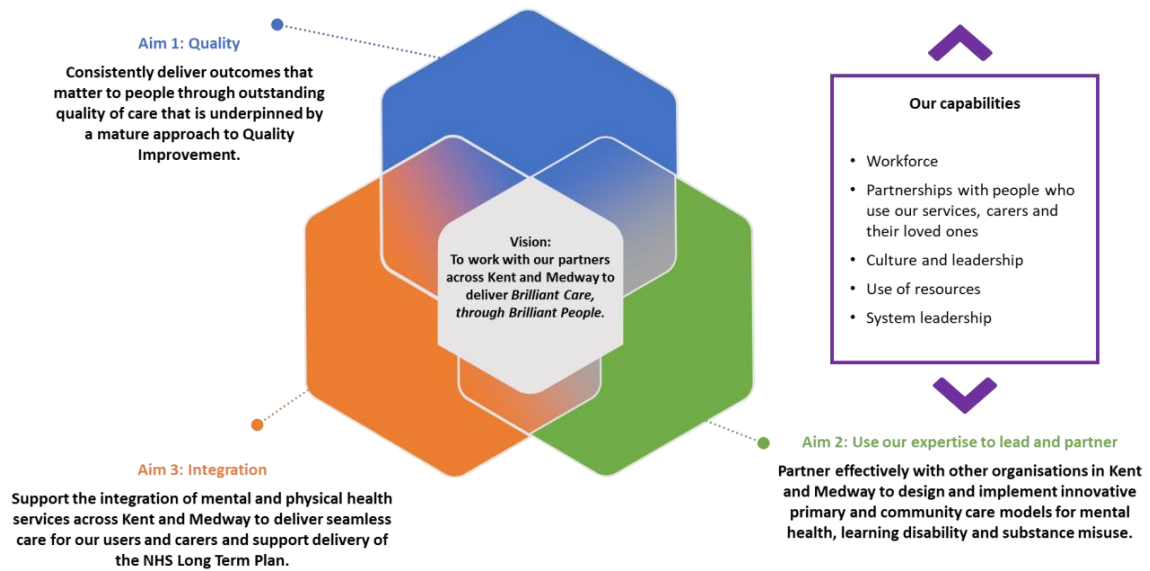 Aim 1: Quality
Consistently deliver outcomes that
matter to people through outstanding
quality of care that is underpinned by
a mature approach to Quality
Improvement.
Vision:
To work with our partners
across Kent and Medway to
deliver Brilliant Care,
through Brilliant People.
Our capabilities
• Workforce
• Partnerships with people who
use our services, carers and
their loved ones
• Culture and leadership
• Use of resources
• System leadership
Aim 3: Integration
Support the integration of mental and physical health
services across Kent and Medway to deliver seamless
care for our users and carers and support delivery of
the NHS Long Term Plan.
Aim 2: Use our expertise to lead and partner
Partner effectively with other organisations in Kent
and Medway to design and implement innovative
primary and community care models for mental
health, learning disability and substance misuse.